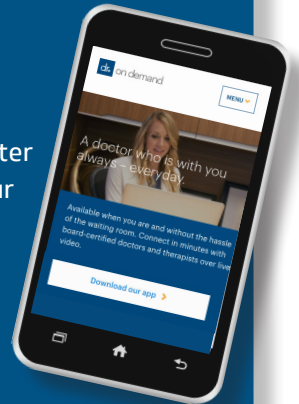 ter
ur
dr. on demand
MENU
A doctor who is with you
always – everyday.
Available when you are and without the hassle
of the waiting room. Connect in minutes with
board-certified doctors and therapists over live
video.
Download our app >